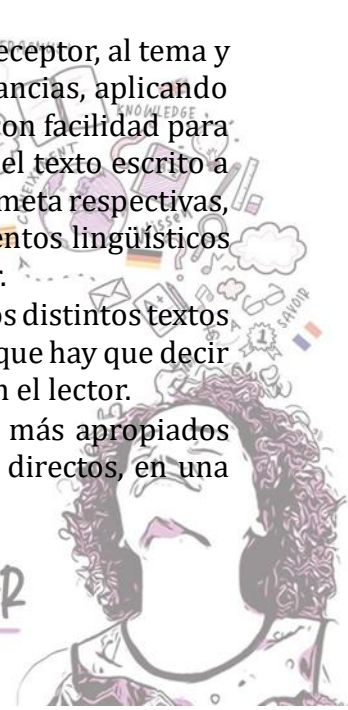 eceptor, al tema y
ancias, aplicando
KNOWLEDGE
on facilidad para
el texto escrito a
meta respectivas,
entos lingüísticos
r.
SAVOIR
os distintos textos
que hay que decir
n el lector.
más apropiados
directos, en una
R